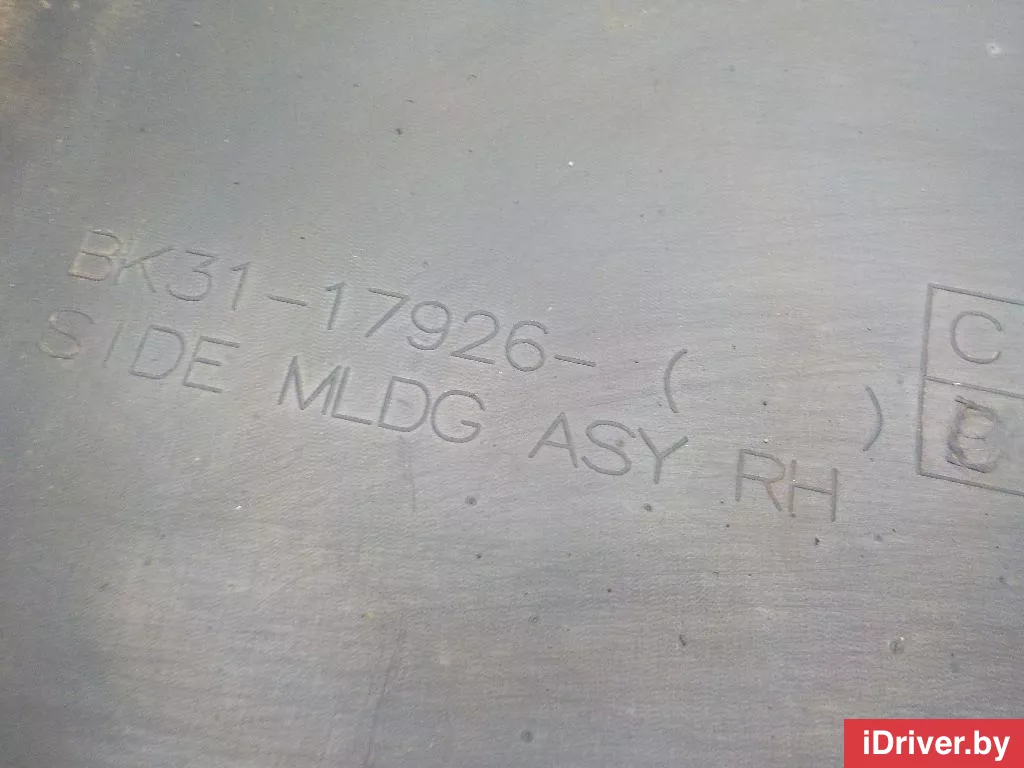 BK31-17926- ( )
SIDE MLDG ASY RH
C
iDriver.by